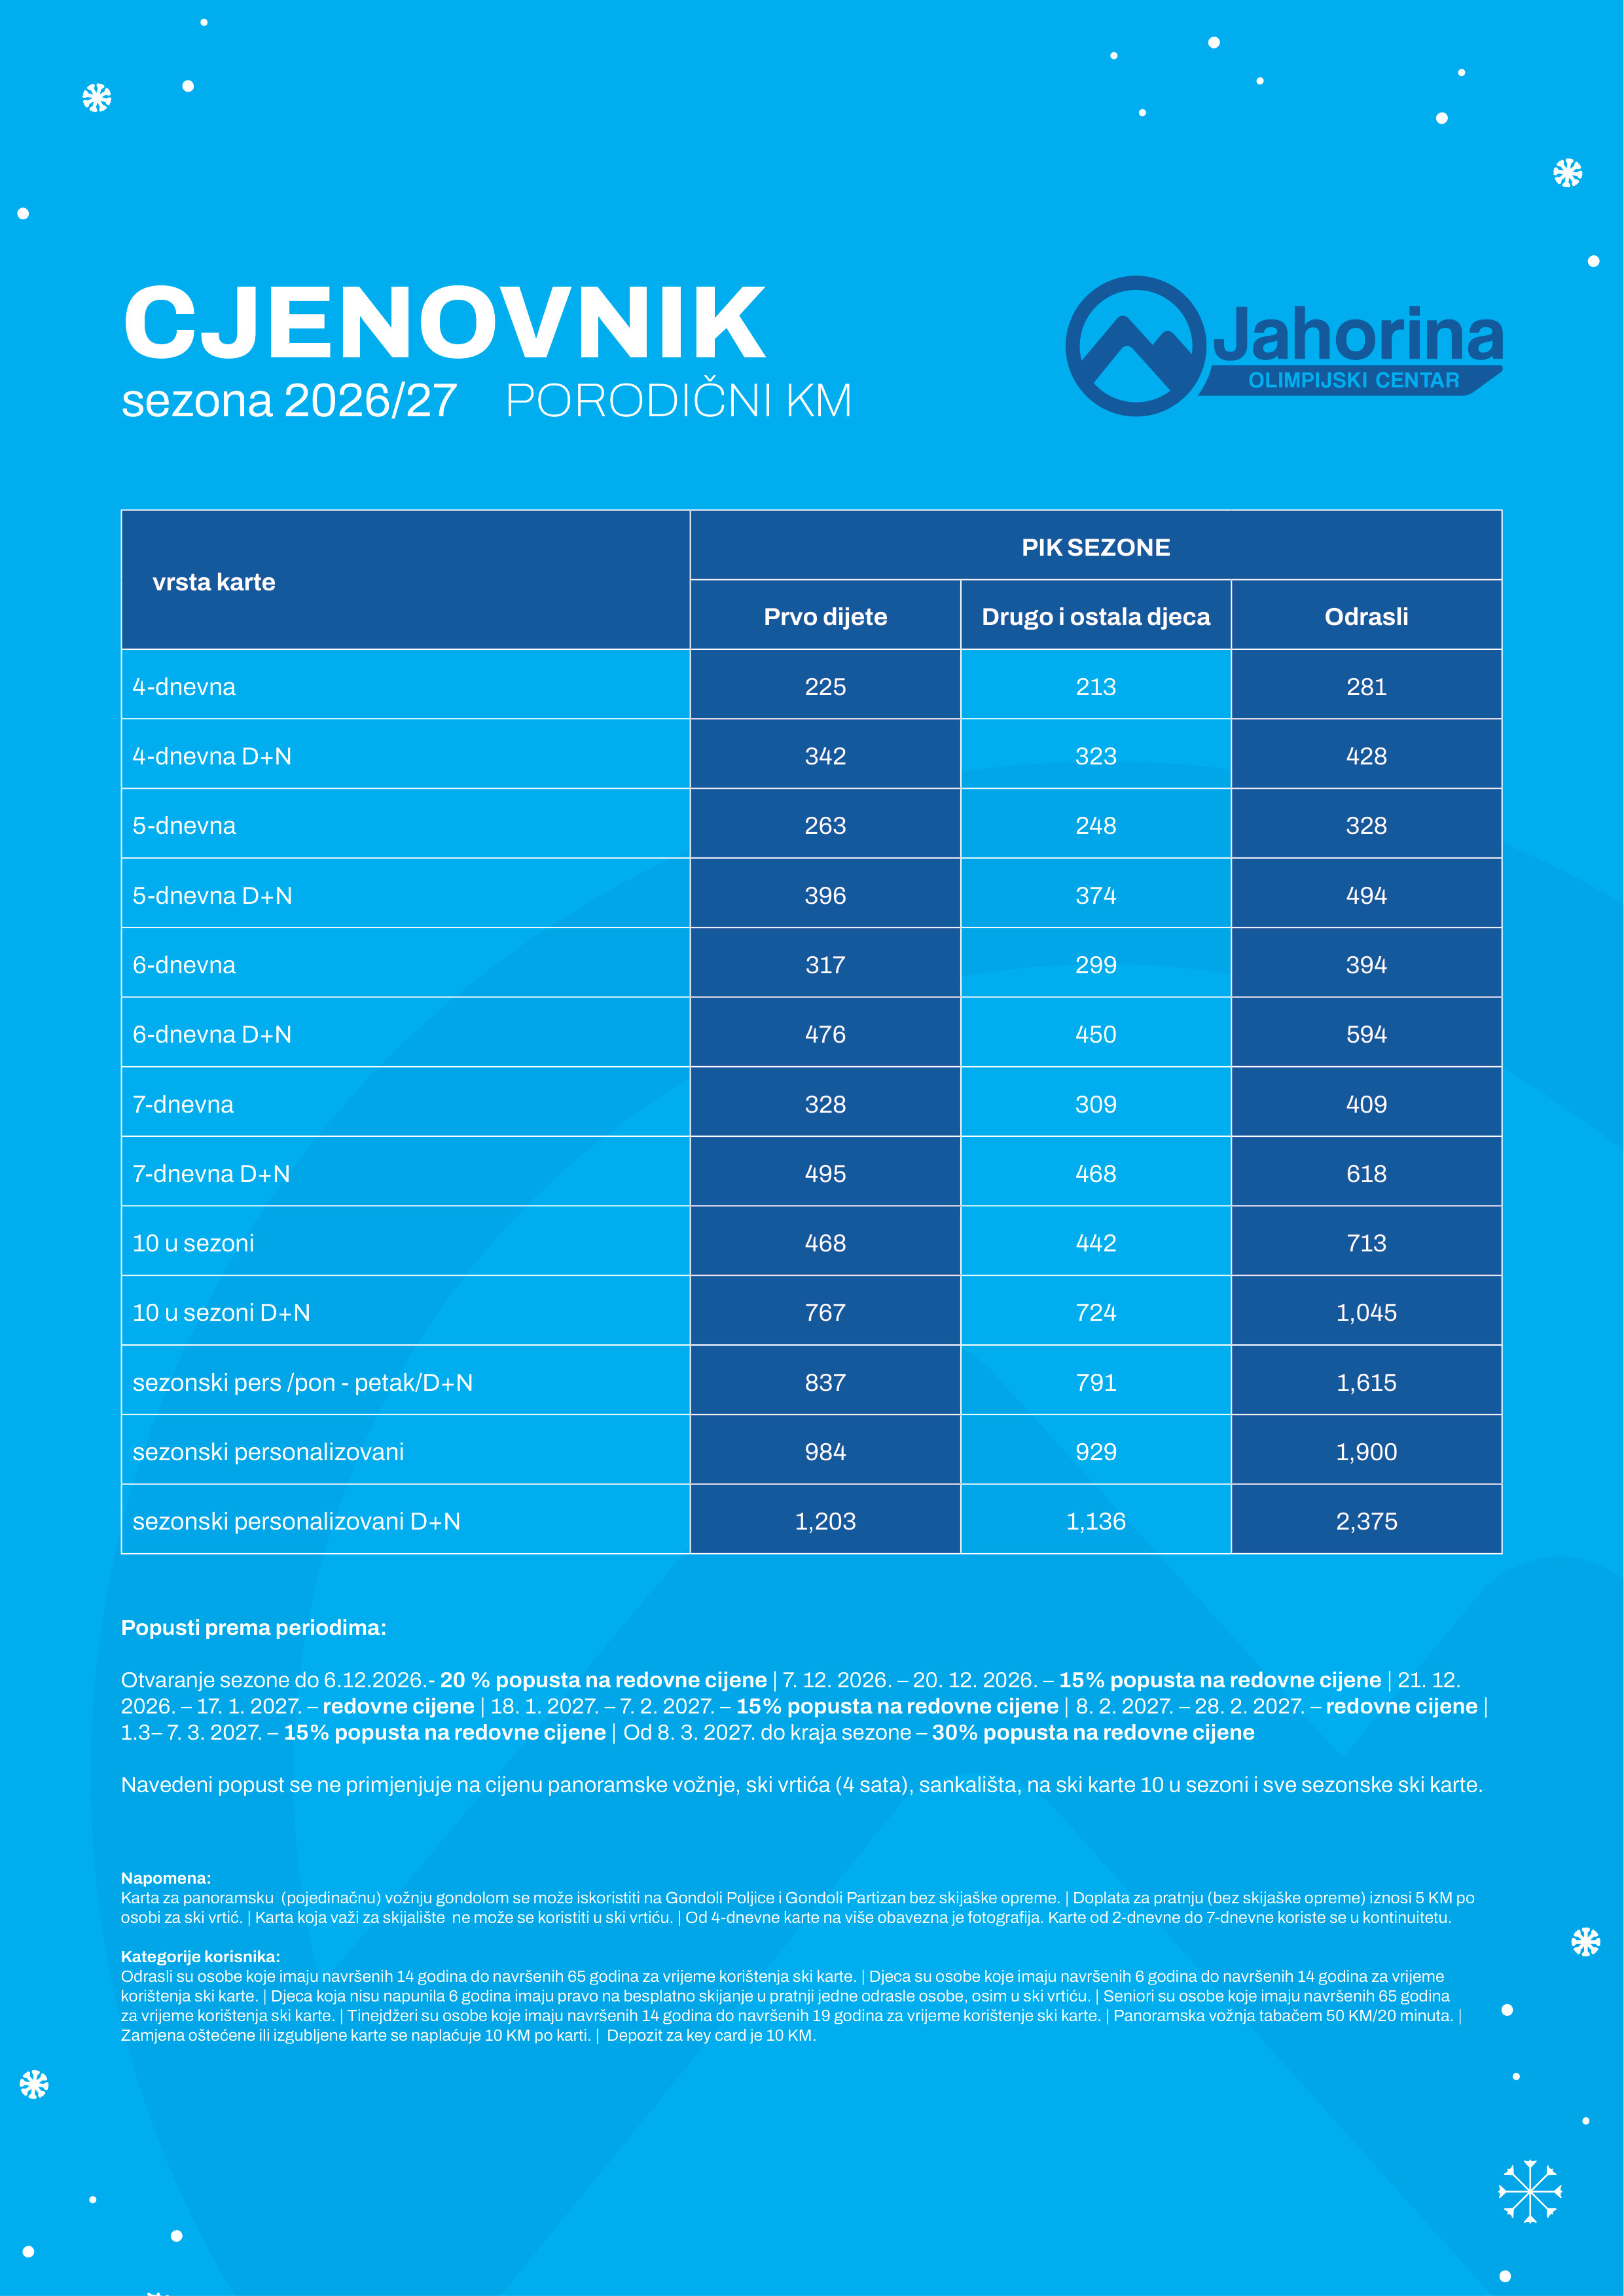 CJENOVNIK
sezona 2026/27 PORODIČNI KM
Jahorina
OLIMPIJSKI CENTAR
vrsta karte
PIK SEZONE
Prvo dijete Drugo i ostala djeca Odrasli
4-dnevna 225 213 281
4-dnevna D+N 342 323 428
5-dnevna 263 248 328
5-dnevna D+N 396 374 494
6-dnevna 317 299 394
6-dnevna D+N 476 450 594
7-dnevna 328 309 409
7-dnevna D+N 495 468 618
10 u sezoni 468 442 713
10 u sezoni D+N 767 724 1,045
sezonski pers /pon - petak/D+N 837 791 1,615
sezonski personalizovani 984 929 1,900
sezonski personalizovani D+N 1,203 1,136 2,375
Popusti prema periodima:
Otvaranje sezone do 6.12.2026.- 20 % popusta na redovne cijene | 7. 12. 2026. – 20. 12. 2026. – 15% popusta na redovne cijene | 21. 12.
2026. – 17. 1. 2027. – redovne cijene | 18. 1. 2027. – 7. 2. 2027. – 15% popusta na redovne cijene | 8. 2. 2027. – 28. 2. 2027. – redovne cijene |
1.3– 7. 3. 2027. – 15% popusta na redovne cijene | Od 8. 3. 2027. do kraja sezone – 30% popusta na redovne cijene
Navedeni popust se ne primjenjuje na cijenu panoramske vožnje, ski vrtića (4 sata), sankališta, na ski karte 10 u sezoni i sve sezonske ski karte.
Napomena:
Karta za panoramsku (pojedinačnu) vožnju gondolom se može iskoristiti na Gondoli Poljice i Gondoli Partizan bez skijaške opreme. | Doplata za pratnju (bez skijaške opreme) iznosi 5 KM po
osobi za ski vrtić. | Karta koja važi za skijalište ne može se koristiti u ski vrtiću. | Od 4-dnevne karte na više obavezna je fotografija. Karte od 2-dnevne do 7-dnevne koriste se u kontinuitetu.
Kategorije korisnika:
Odrasli su osobe koje imaju navršenih 14 godina do navršenih 65 godina za vrijeme korištenja ski karte. | Djeca su osobe koje imaju navršenih 6 godina do navršenih 14 godina za vrijeme
korištenja ski karte. | Djeca koja nisu napunila 6 godina imaju pravo na besplatno skijanje u pratnji jedne odrasle osobe, osim u ski vrtiću. | Seniori su osobe koje imaju navršenih 65 godina
za vrijeme korištenja ski karte. | Tinejdžeri su osobe koje imaju navršenih 14 godina do navršenih 19 godina za vrijeme korištenje ski karte. | Panoramska vožnja tabačem 50 KM/20 minuta. |
Zamjena oštećene ili izgubljene karte se naplaćuje 10 KM po karti. | Depozit za key card je 10 KM.